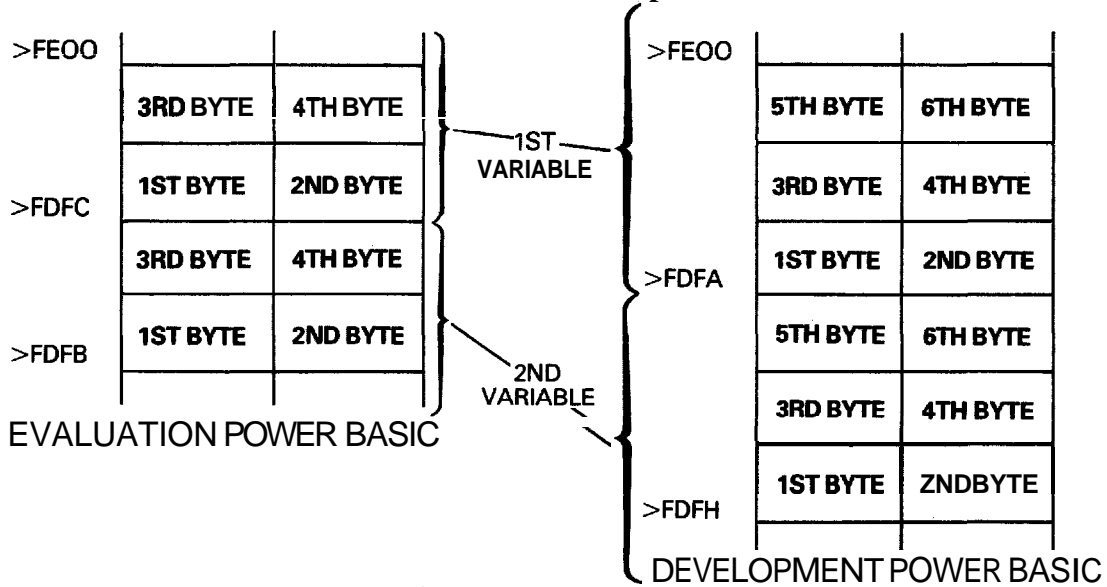 >FE00
3RD BYTE 4TH BYTE
1ST BYTE 2ND BYTE
>FDFC
3RD BYTE 4TH BYTE
1ST BYTE 2ND BYTE
>FDFB
EVALUATION POWER BASIC
1ST
VARIABLE
2ND
VARIABLE
>FE00
5TH BYTE 6TH BYTE
3RD BYTE 4TH BYTE
1ST BYTE 2ND BYTE
>FDFA
5TH BYTE 6TH BYTE
3RD BYTE 4TH BYTE
1ST BYTE ZNDBYTE
>FDFH
DEVELOPMENT POWER BASIC